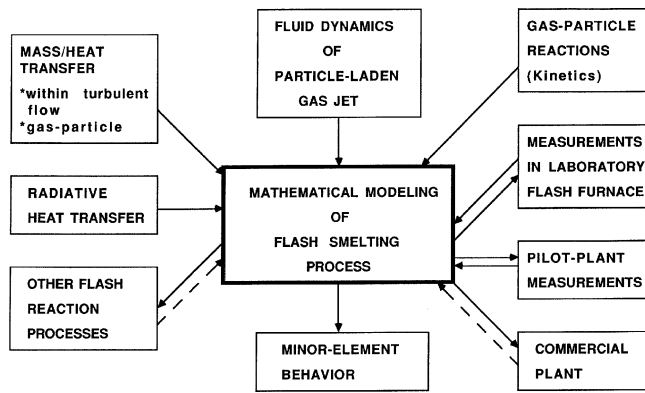 MASS/HEAT
TRANSFER
*within turbulent
flow
*gas-particle
FLUID DYNAMICS
OF
PARTICLE-LADEN
GAS JET
GAS-PARTICLE
REACTIONS
(Kinetics)
RADIATIVE
HEAT TRANSFER
MATHEMATICAL MODELING
OF
FLASH SMELTING
PROCESS
MEASUREMENTS
IN LABORATORY
FLASH FURNACE
OTHER FLASH
REACTION
PROCESSES
PILOT-PLANT
MEASUREMENTS
MINOR-ELEMENT
BEHAVIOR
COMMERCIAL
PLANT